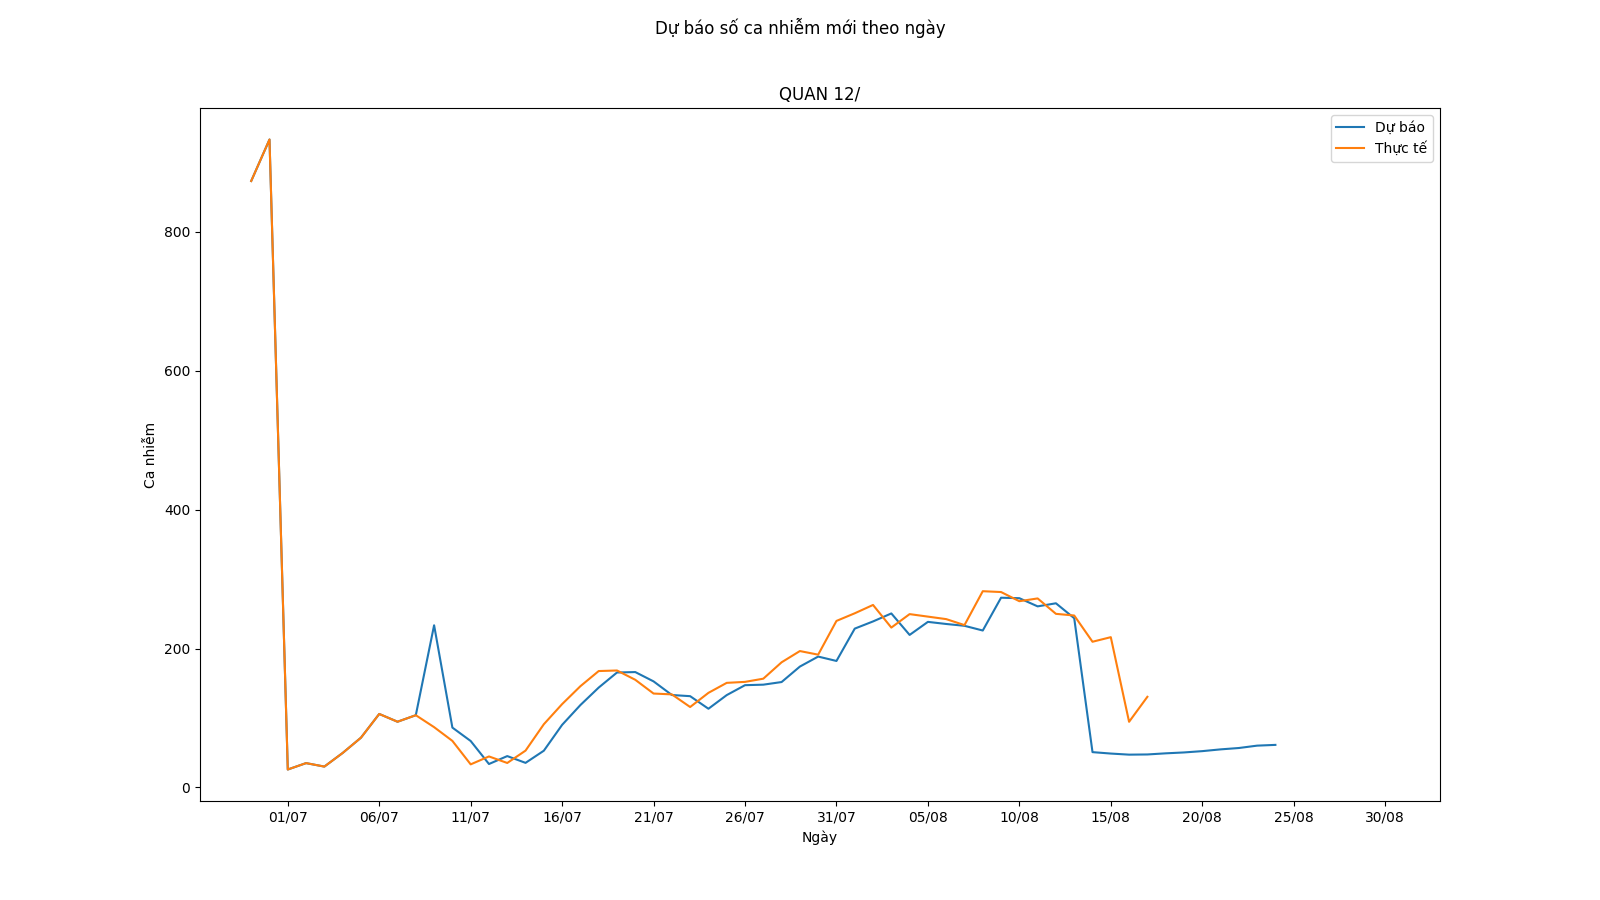 Dự báo số ca nhiễm mới theo ngày
QUAN 12/
Dự báo
Thực tế
Ca nhiễm
800
600
400
200
0
01/07 06/07 11/07 16/07 21/07 26/07 31/07 05/08 10/08 15/08 20/08 25/08 30/08
Ngày